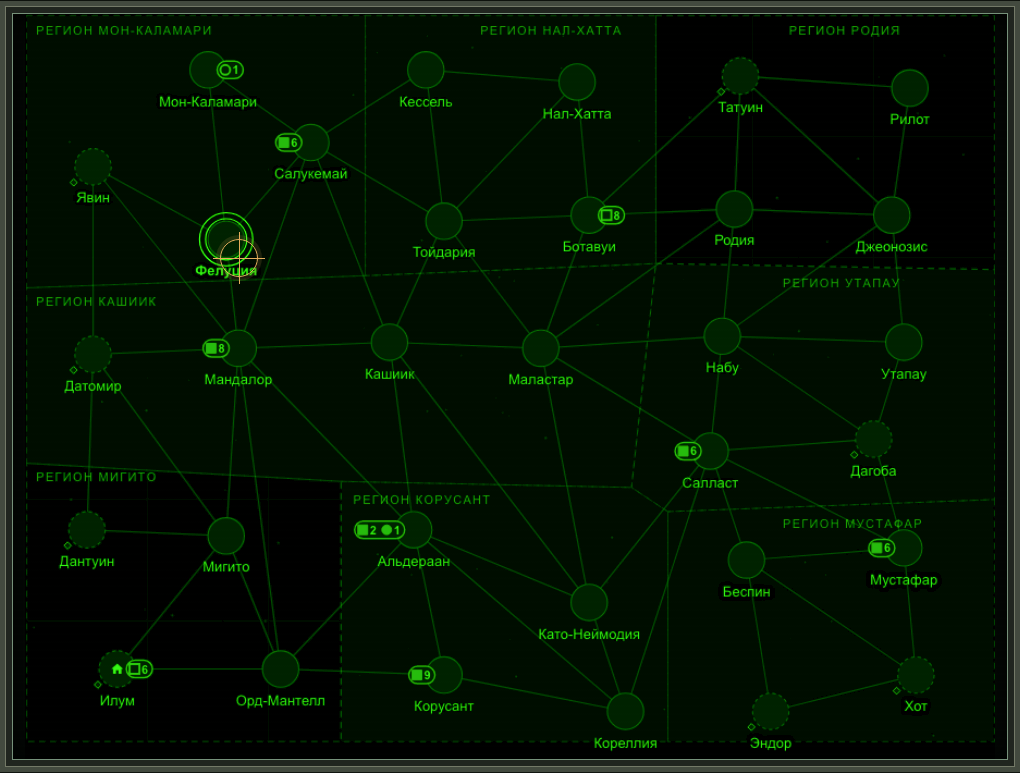 РЕГИОН МОН-КАЛАМАРИ
РЕГИОН НАЛ-ХАТТА
РЕГИОН РОДИЯ
1
Мон-Каламари
Кессель
Нал-Хатта
Татуин
Рилот
6
Салукемай
Явин
8
Тойдария
Ботавуи
Родия
Джеонозис
Фелуция
РЕГИОН КАШИИК
РЕГИОН УТАПАУ
8
Датомир
Мандалор
Кашиик
Маластар
Набу
Утапау
6
Салласт
Дагоба
РЕГИОН МИГИТО
РЕГИОН КОРУСАНТ
РЕГИОН МУСТАФАР
2 1
6
Дантуин
Мигито
Альдераан
Беспин
Мустафар
Като-Неймодия
6
9
Илум
Орд-Мантелл
Корусант
Хот
Кореллия
Эндор